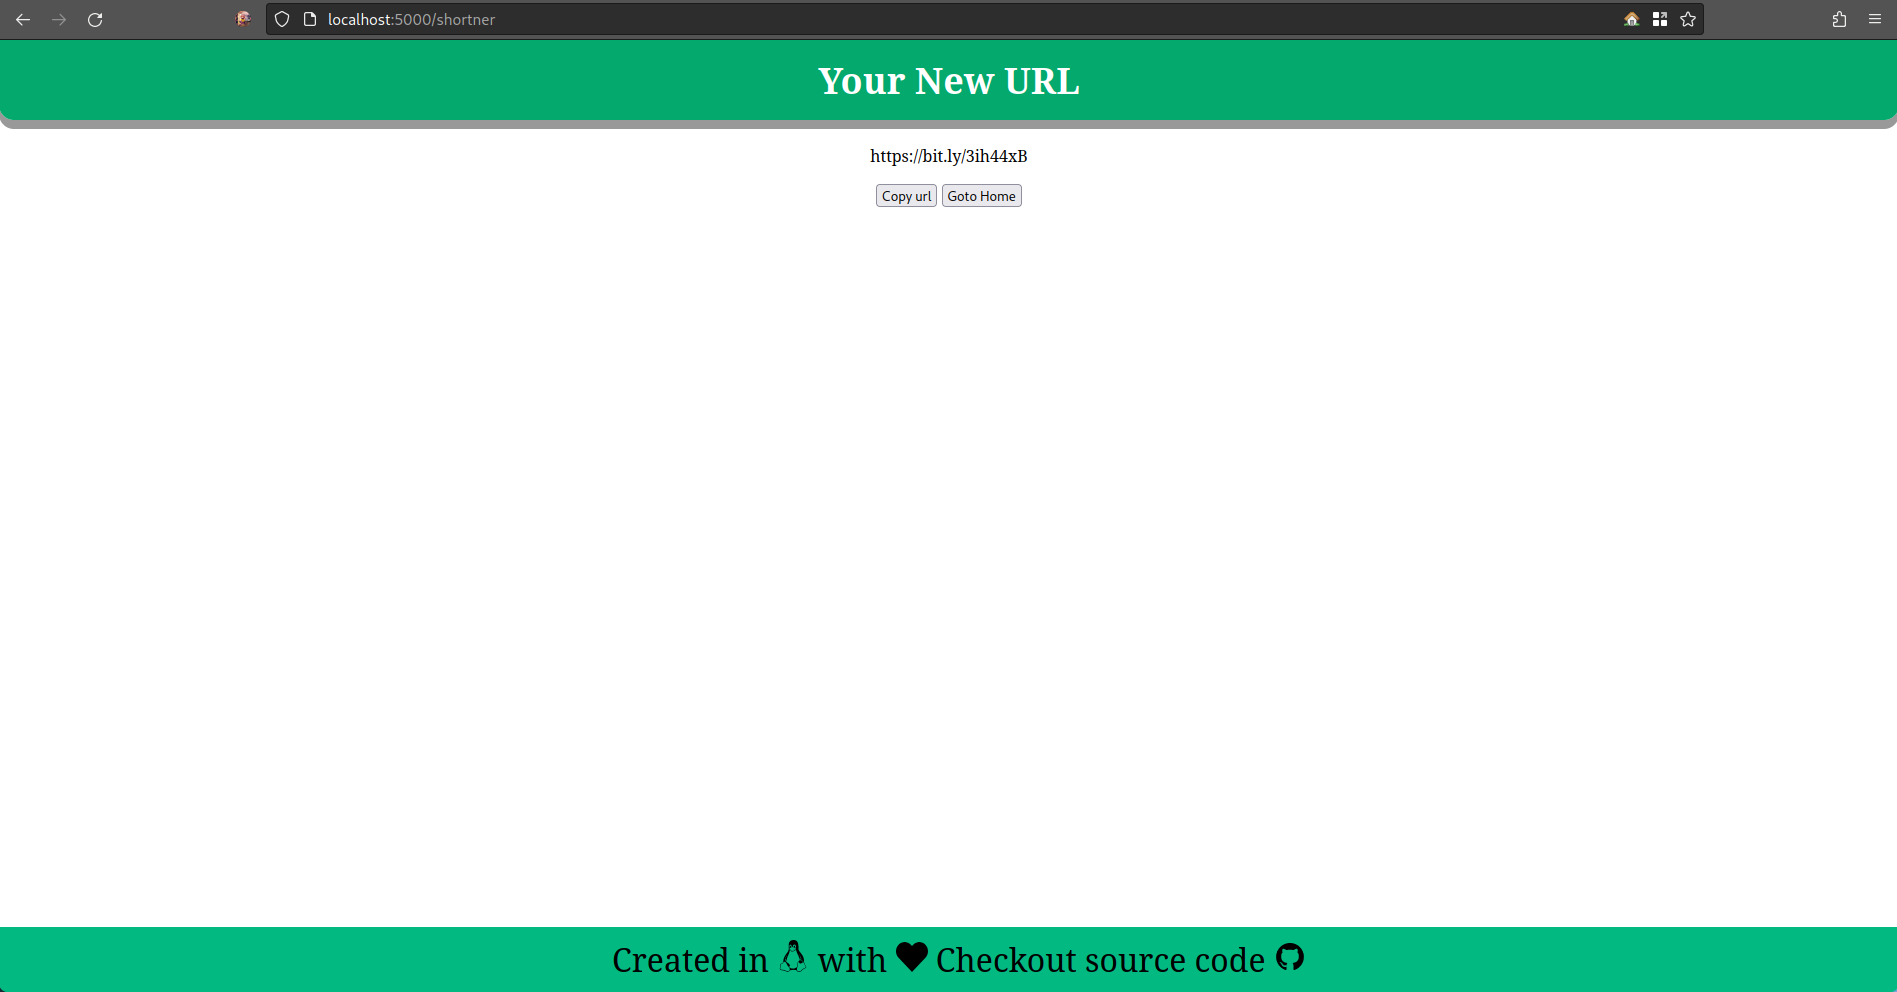 localhost:5000/shortner
Your New URL
https://bit.ly/3ih44xB
Copy url Goto Home
Created in with Checkout source code